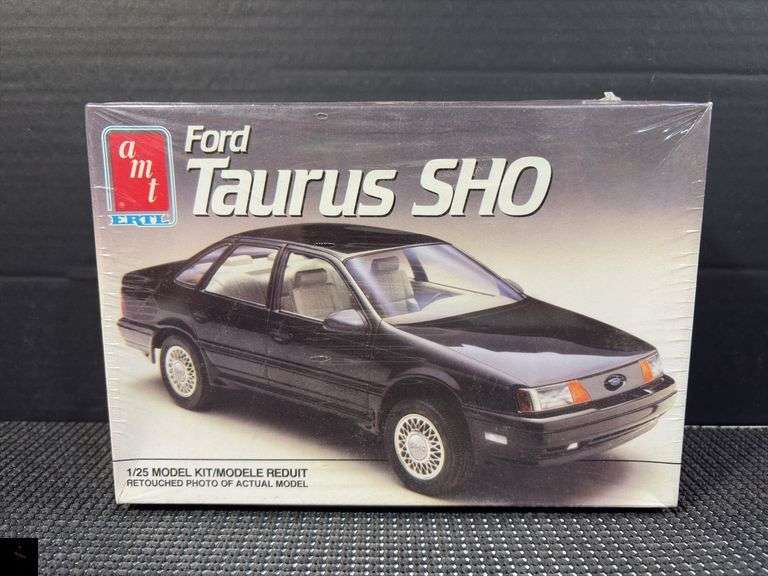 amt
ERTL
Ford
Taurus SHO
1/25 MODEL KIT/MODELE REDUIT
RETOUCHED PHOTO OF ACTUAL MODEL